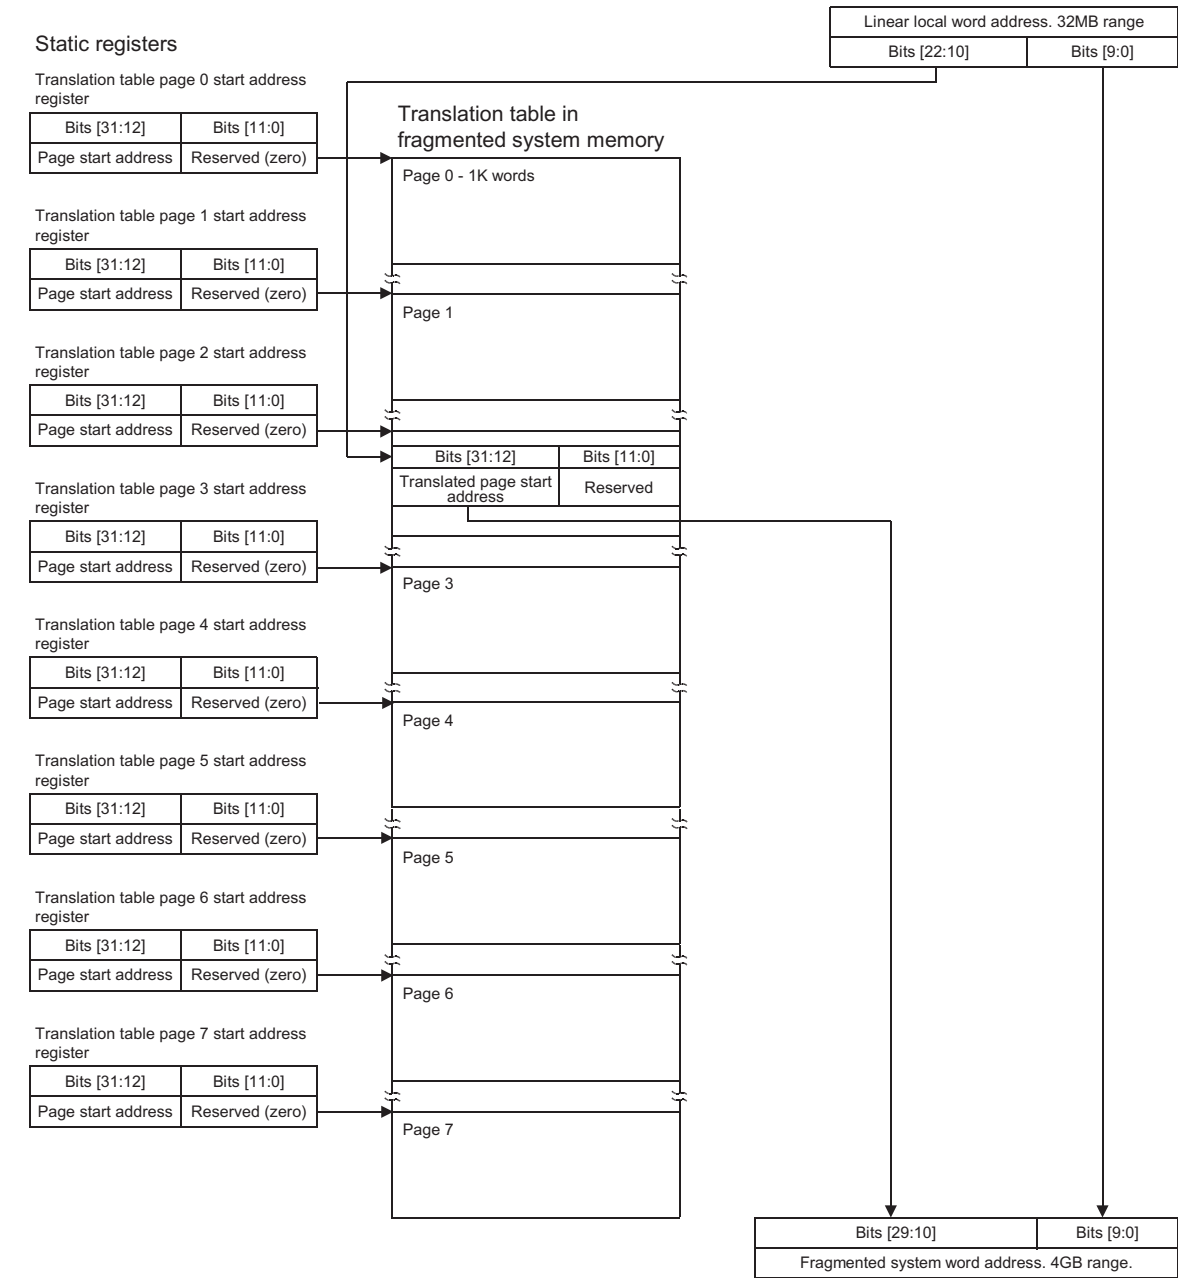 Linear local word address. 32MB range
Bits [22:10] Bits [9:0]
Static registers
Translation table page 0 start address
register
Bits [31:12] Bits [11:0]
Page start address Reserved (zero)
Translation table in
fragmented system memory
Page 0 - 1K words
Translation table page 1 start address
register
Bits [31:12] Bits [11:0]
Page start address Reserved (zero)
Page 1
Translation table page 2 start address
register
Bits [31:12] Bits [11:0]
Page start address Reserved (zero)
Bits [31:12] Bits [11:0]
Translated page start
address
Reserved
Translation table page 3 start address
register
Bits [31:12] Bits [11:0]
Page start address Reserved (zero)
Page 3
Translation table page 4 start address
register
Bits [31:12] Bits [11:0]
Page start address Reserved (zero)
Page 4
Translation table page 5 start address
register
Bits [31:12] Bits [11:0]
Page start address Reserved (zero)
Page 5
Translation table page 6 start address
register
Bits [31:12] Bits [11:0]
Page start address Reserved (zero)
Page 6
Translation table page 7 start address
register
Bits [31:12] Bits [11:0]
Page start address Reserved (zero)
Page 7
Bits [29:10] Bits [9:0]
Fragmented system word address. 4GB range.